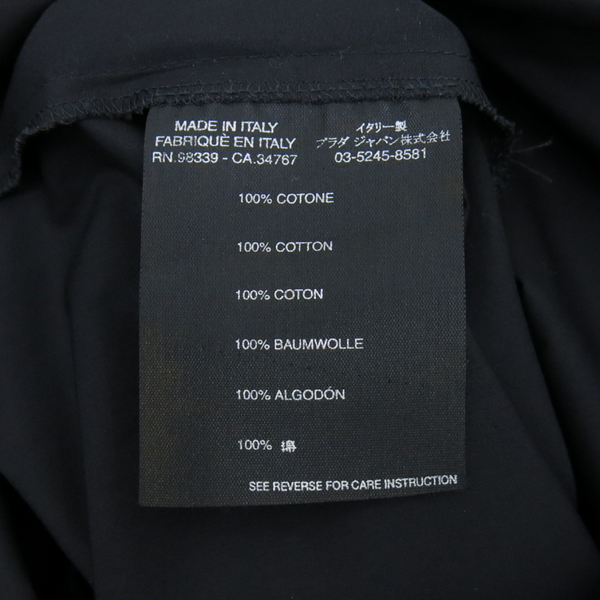 MADE IN ITALY
FABRIQUÉ EN ITALY
RN.98339 - CA.34767
イタリー製
プラダ ジャパン株式会社
03-5245-8581
100% COTONE
100% COTTON
100% COTON
100% BAUMWOLLE
100% ALGODÓN
100% 綿
SEE REVERSE FOR CARE INSTRUCTION